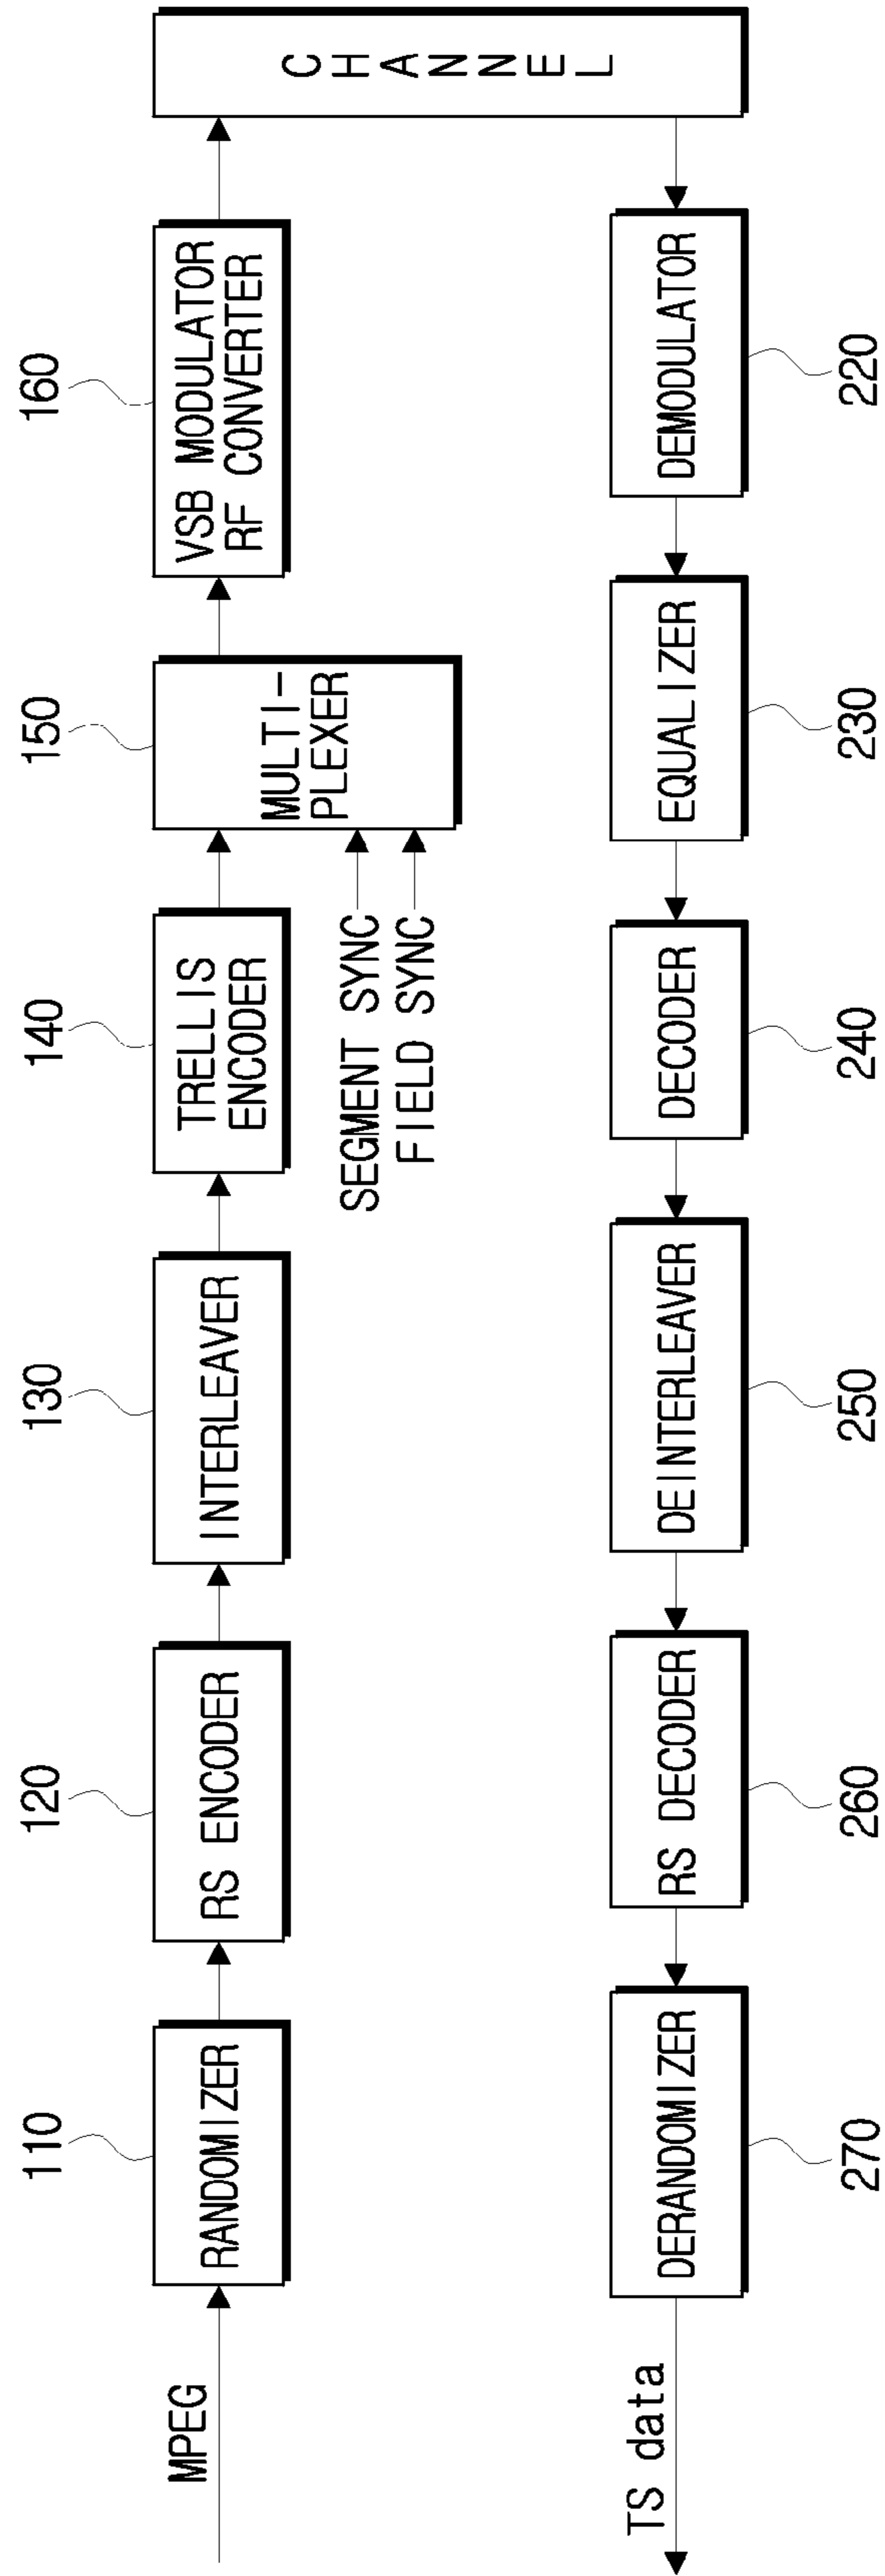 110
120
130
140
150
160
MPEG
RANDOMIZER
RS ENCODER
INTERLEAVER
TRELLIS
ENCODER
MULTI-
PLEXER
VSB MODULATOR
RF CONVERTER
CHANNEL
SEGMENT SYNC
FIELD SYNC
TS data
DERANDOMIZER
RS DECODER
DEINTERLEAVER
DECODER
EQUALIZER
DEMODULATOR
270
260
250
240
230
220